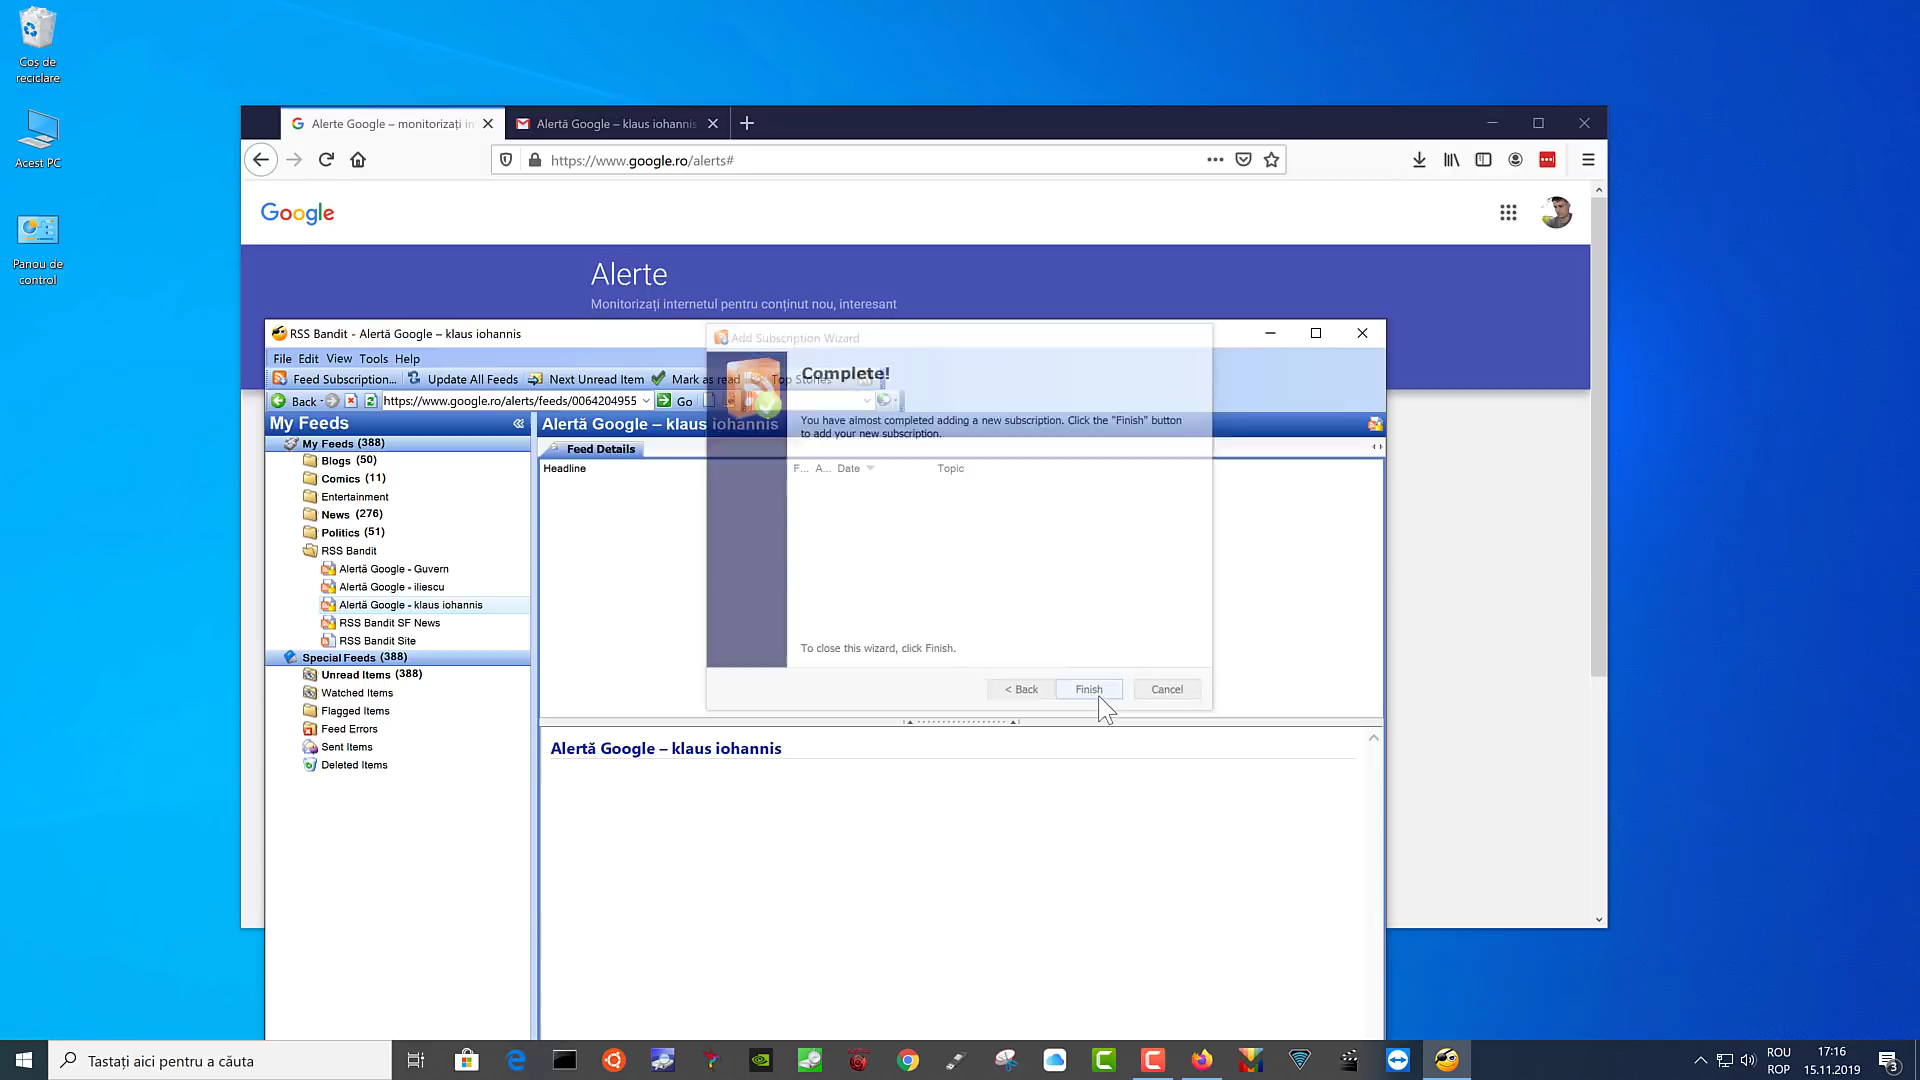 Coș de
reciclare
Acest PC
Panou de
control
Alerte Google – monitorizați in
Alertă Google – klaus iohannis
https://www.google.ro/alerts#
Google
Alerte
Monitorizați internetul pentru conținut nou, interesant
RSS Bandit - Alertă Google – klaus iohannis
File Edit View Tools Help
Feed Subscription... Update All Feeds Next Unread Item Mark as read Top Stories
Back https://www.google.ro/alerts/feeds/0064204955 Go
My Feeds
My Feeds (388)
Blogs (50)
Comics (11)
Entertainment
News (276)
Politics (51)
RSS Bandit
Alertă Google - Guvern
Alertă Google - iliescu
Alertă Google - klaus iohannis
RSS Bandit SF News
RSS Bandit Site
Special Feeds (388)
Unread Items (388)
Watched Items
Flagged Items
Feed Errors
Sent Items
Deleted Items
Alertă Google – klaus iohannis
Feed Details
Headline F... A... Date Topic
Add Subscription Wizard
Complete!
You have almost completed adding a new subscription. Click the "Finish" button
to add your new subscription.
To close this wizard, click Finish.
< Back Finish Cancel
Alertă Google – klaus iohannis
Tastați aici pentru a căuta
ROU
ROP
17:16
15.11.2019
3